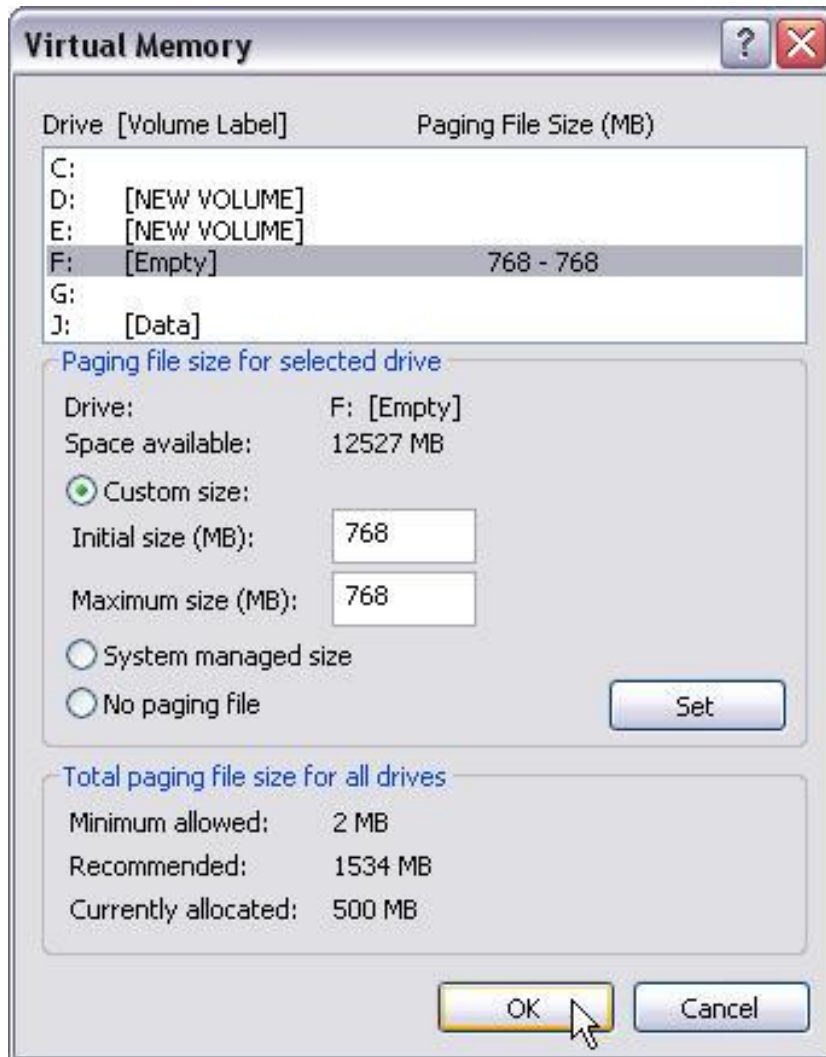 Virtual Memory
Drive [Volume Label] Paging File Size (MB)
C:
D: [NEW VOLUME]
E: [NEW VOLUME]
F: [Empty] 768 - 768
G:
J: [Data]
Paging file size for selected drive
Drive: F: [Empty]
Space available: 12527 MB
Custom size:
Initial size (MB): 768
Maximum size (MB): 768
System managed size
No paging file Set
Total paging file size for all drives
Minimum allowed: 2 MB
Recommended: 1534 MB
Currently allocated: 500 MB
OK Cancel